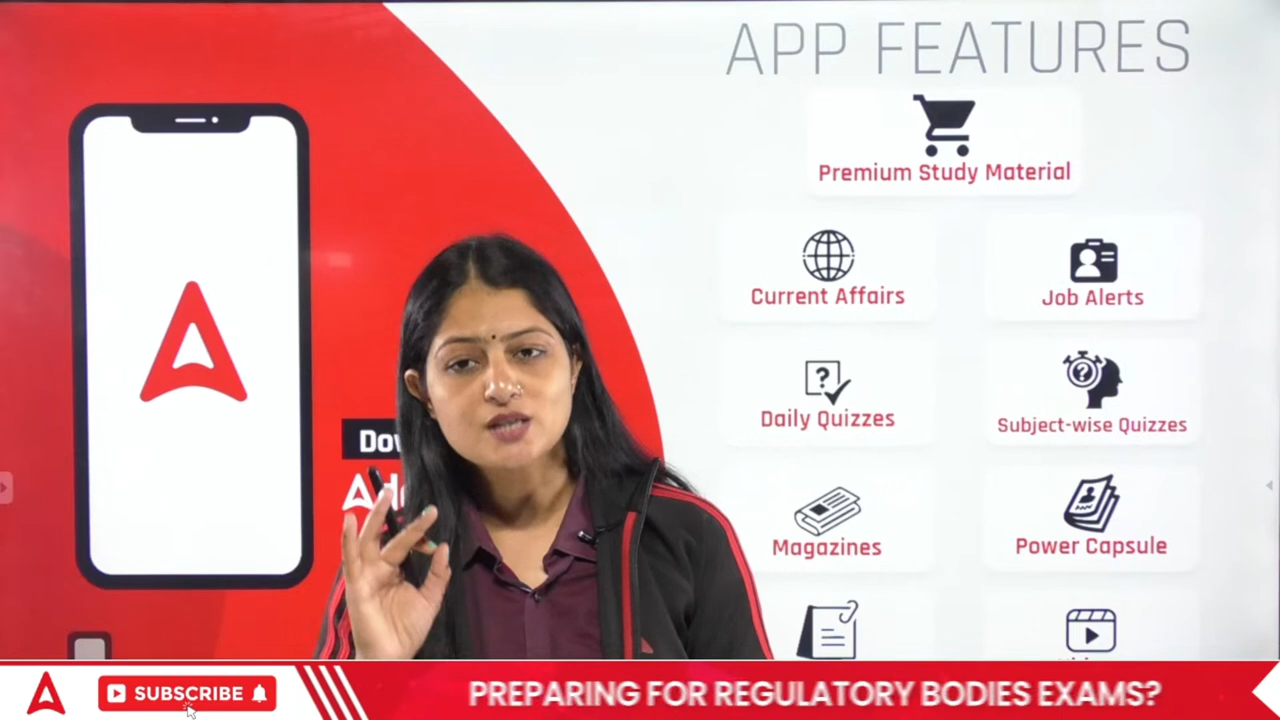 APP FEATURES
Premium Study Material
Current Affairs
Job Alerts
Daily Quizzes
Subject-wise Quizzes
Magazines
Power Capsule
SUBSCRIBE
PREPARING FOR REGULATORY BODIES EXAMS?